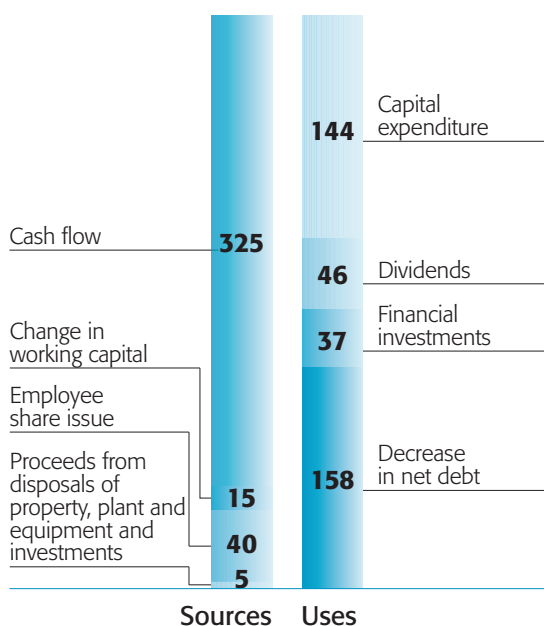 Cash flow
325
Change in
working capital
15
Employee
share issue
40
Proceeds from
disposals of
property, plant and
equipment and
investments
5
Sources
144
Capital
expenditure
46
Dividends
37
Financial
investments
158
Decrease
in net debt
Uses